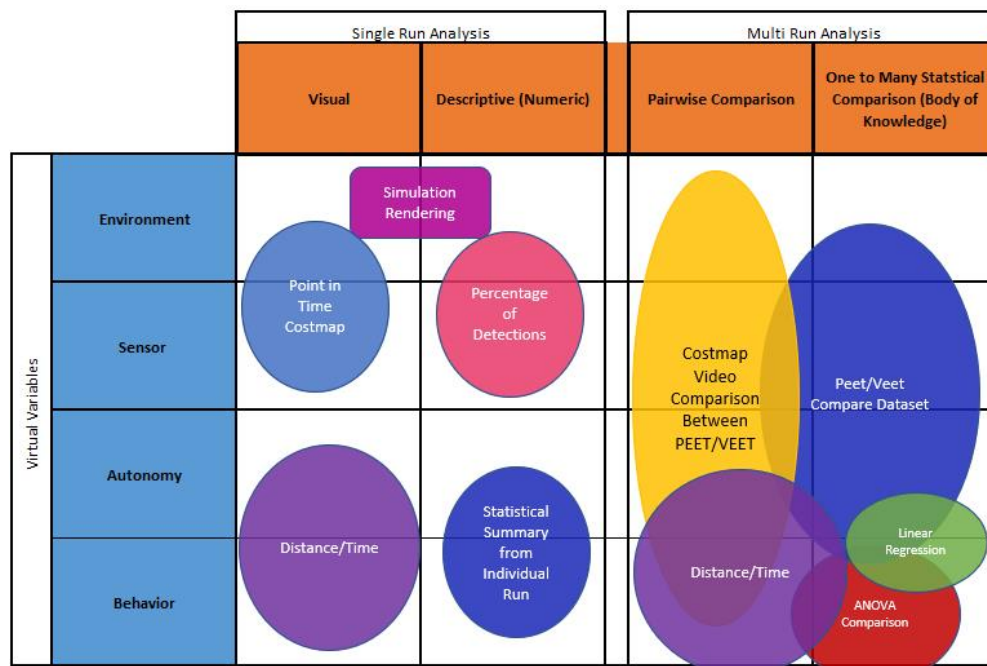 Single Run Analysis
Multi Run Analysis
Visual
Descriptive (Numeric)
Pairwise Comparison
One to Many Statstical
Comparison (Body of
Knowledge)
Virtual Variables
Environment
Sensor
Autonomy
Behavior
Simulation
Rendering
Point in
Time
Costmap
Percentage
of
Detections
Costmap
Video
Comparison
Between
PEET/VEET
Peet/Veet
Compare Dataset
Distance/Time
Statistical
Summary
from
Individual
Run
Distance/Time
Linear
Regression
ANOVA
Comparison